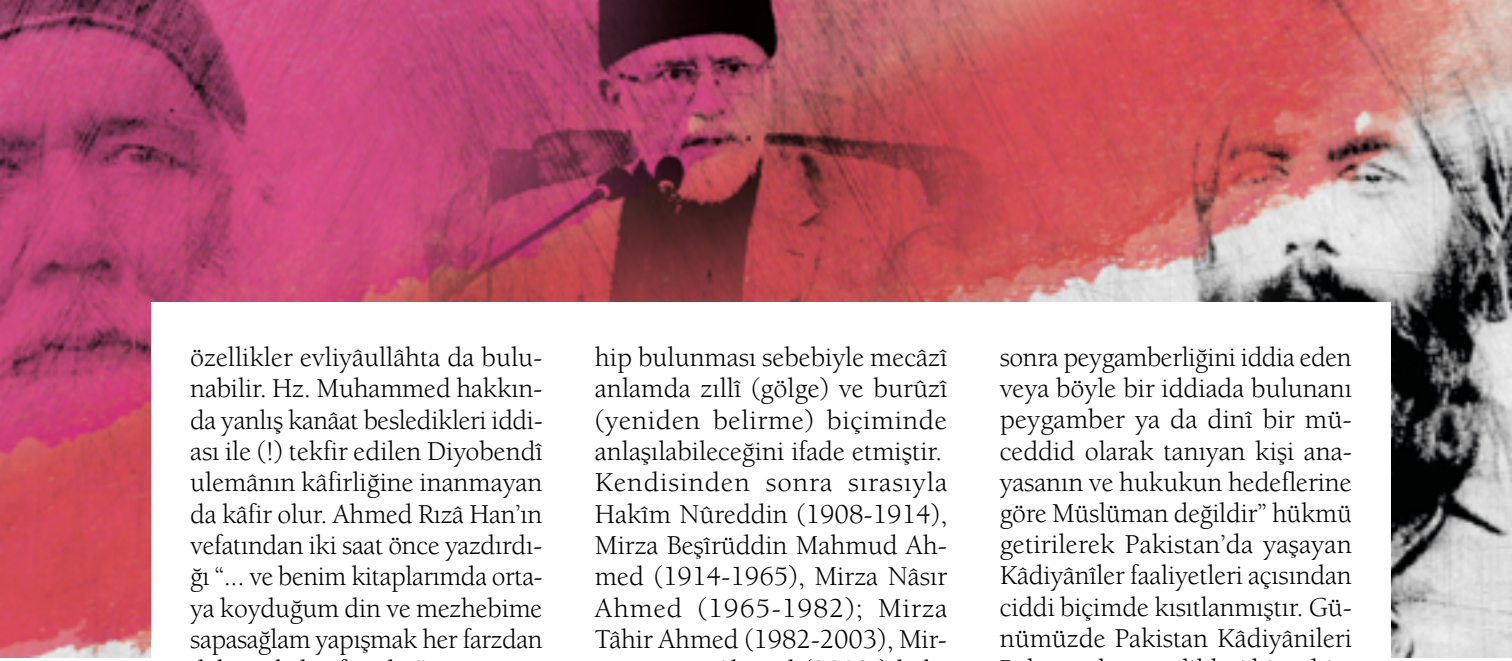 özellikler evliyâullâhta da bulu-
nabilir. Hz. Muhammed hakkın-
da yanlış kanâat besledikleri iddi-
ası ile (!) tekfir edilen Diyobendî
ulemânın kâfirliğine inanmayan
da kâfir olur. Ahmed Rızâ Han’ın
vefatından iki saat önce yazdırdı-
ğı “... ve benim kitaplarımda orta-
ya koyduğum din ve mezhebime
sapasağlam yapışmak her farzdan
hip bulunması sebebiyle mecâzî
anlamda zıllî (gölge) ve burûzî
(yeniden belirme) biçiminde
anlaşılabileceğini ifade etmiştir.
Kendisinden sonra sırasıyla
Hakîm Nûreddin (1908-1914),
Mirza Beşîrüddin Mahmud Ah-
med (1914-1965), Mirza Nâsır
Ahmed (1965-1982); Mirza
Tâhir Ahmed (1982-2003), Mir-
sonra peygamberliğini iddia eden
veya böyle bir iddiada bulunanı
peygamber ya da dinî bir mü-
ceddid olarak tanıyan kişi ana-
yasanın ve hukukun hedeflerine
göre Müslüman değildir” hükmü
getirilerek Pakistan’da yaşayan
Kâdiyânîler faaliyetleri açısından
ciddi biçimde kısıtlanmıştır. Gü-
nümüzde Pakistan Kâdiyânileri